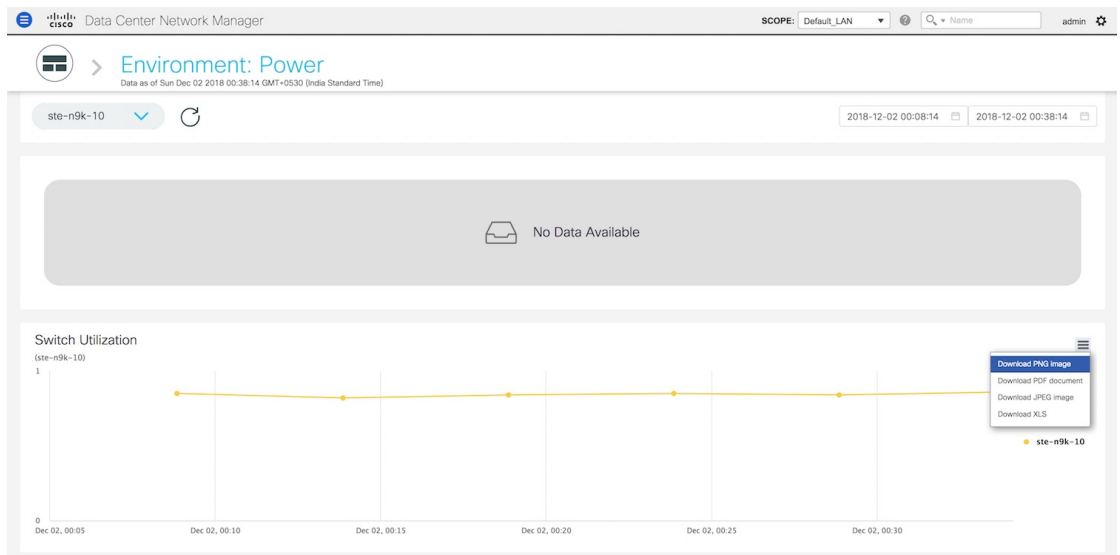 cisco Data Center Network Manager SCOPE: Default_LAN ? Name admin
Environment: Power
Data as of Sun Dec 02 2018 00:38:14 GMT+0530 (India Standard Time)
ste-n9k-10 2018-12-02 00:08:14 2018-12-02 00:38:14
No Data Available
Switch Utilization
(ste-n9k-10)
Download PNG image
Download PDF document
Download JPEG image
Download XLS
1
ste-n9k-10
0
Dec 02, 00:05 Dec 02, 00:10 Dec 02, 00:15 Dec 02, 00:20 Dec 02, 00:25 Dec 02, 00:30